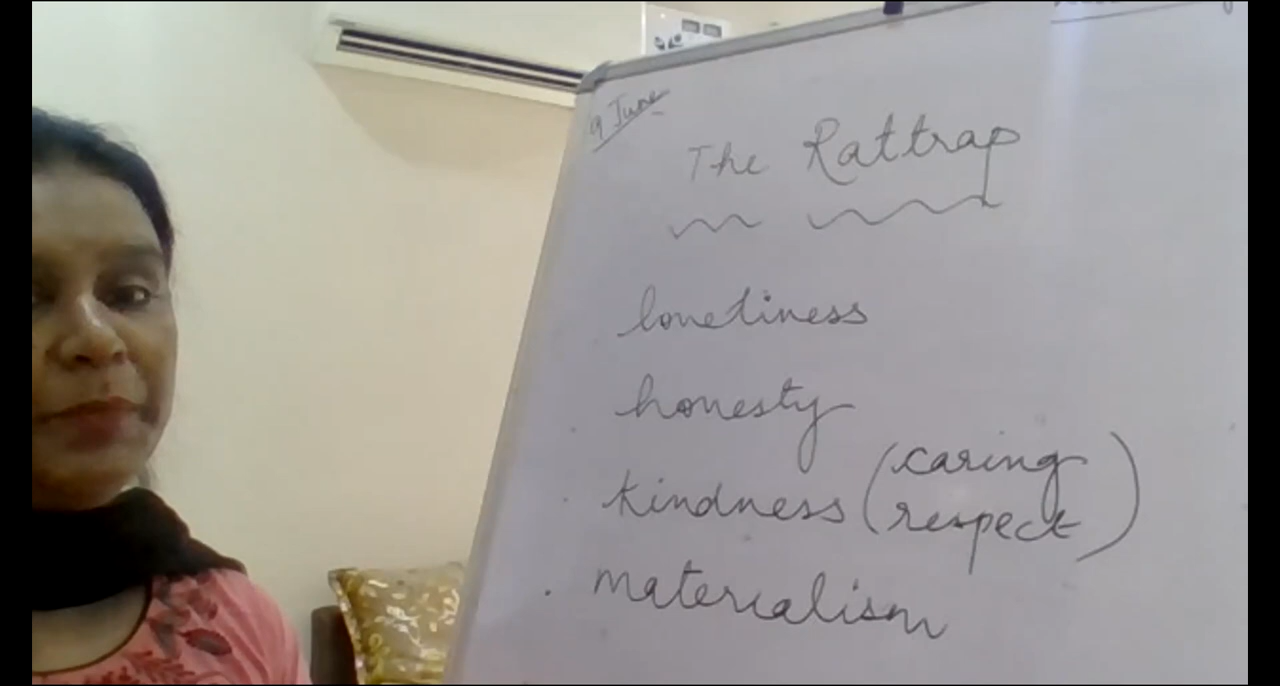 9 June
The Rattrap
loneliness
honesty
kindness (caring
respect)
materialism